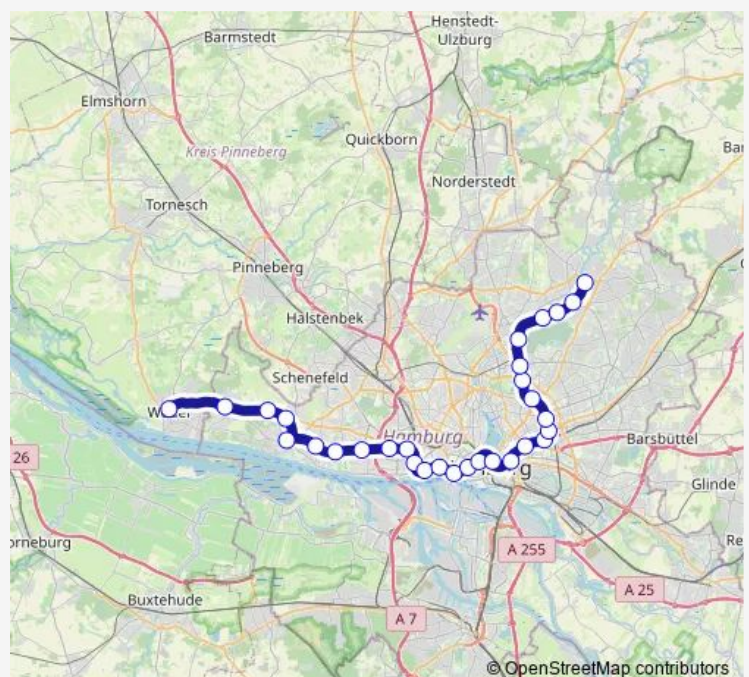 Henstedt-
Ulzburg
Barmstedt
Elmshorn
Quickborn
Kreis Pinneberg
Norderstedt
Tornesch
Pinneberg
Halstenbek
Schenefeld
Hamburg
Barsbüttel
26
Glinde
A 255
A 25
Buxtehude
A 7
© OpenStreetMap contributors